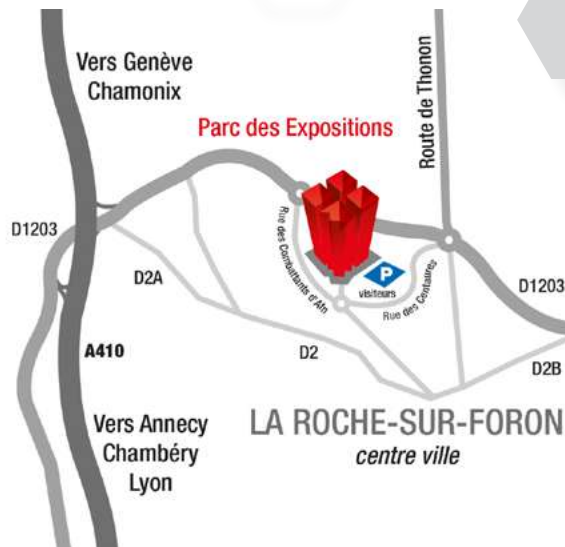 Vers Genève
Chamonix
Parc des Expositions
Route de Thonon
D1203
D2A
Rue des Combattants d'Afn
P
visiteurs
Rue des Centaures
D1203
A410
D2
D2B
Vers Annecy
Chambéry
Lyon
LA ROCHE-SUR-FORON
centre ville